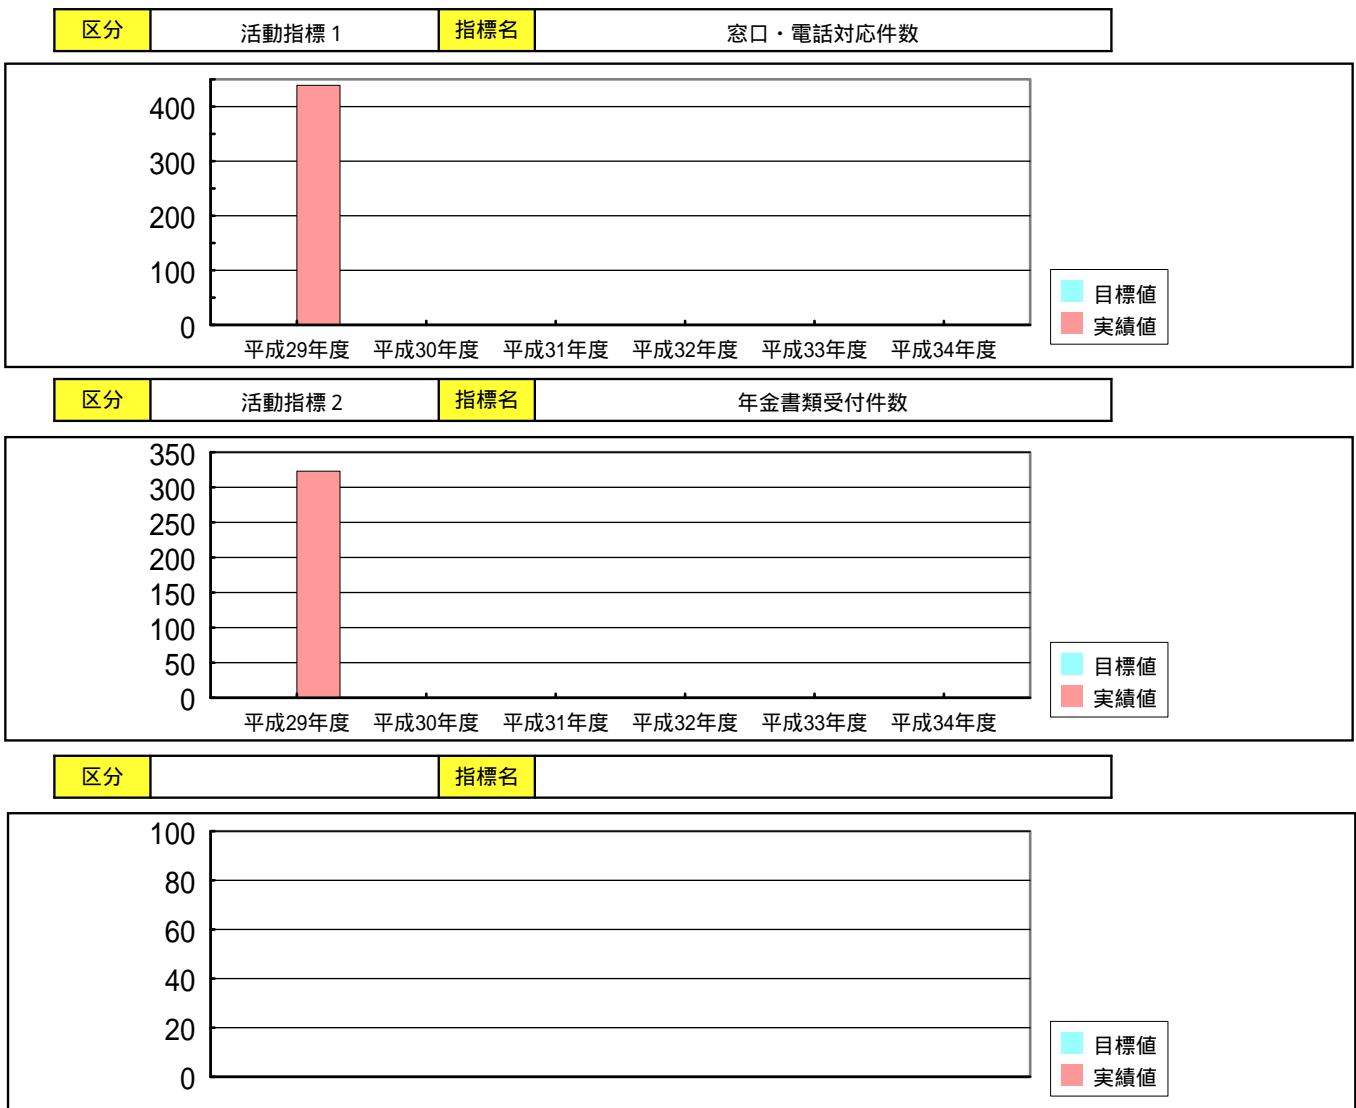 区分 活動指標1 指標名 窓口・電話対応件数
400
300
200
100
0
平成29年度 平成30年度 平成31年度 平成32年度 平成33年度 平成34年度
目標値
実績値
区分 活動指標2 指標名 年金書類受付件数
350
300
250
200
150
100
50
0
平成29年度 平成30年度 平成31年度 平成32年度 平成33年度 平成34年度
目標値
実績値
区分 指標名
100
80
60
40
20
0
目標値
実績値